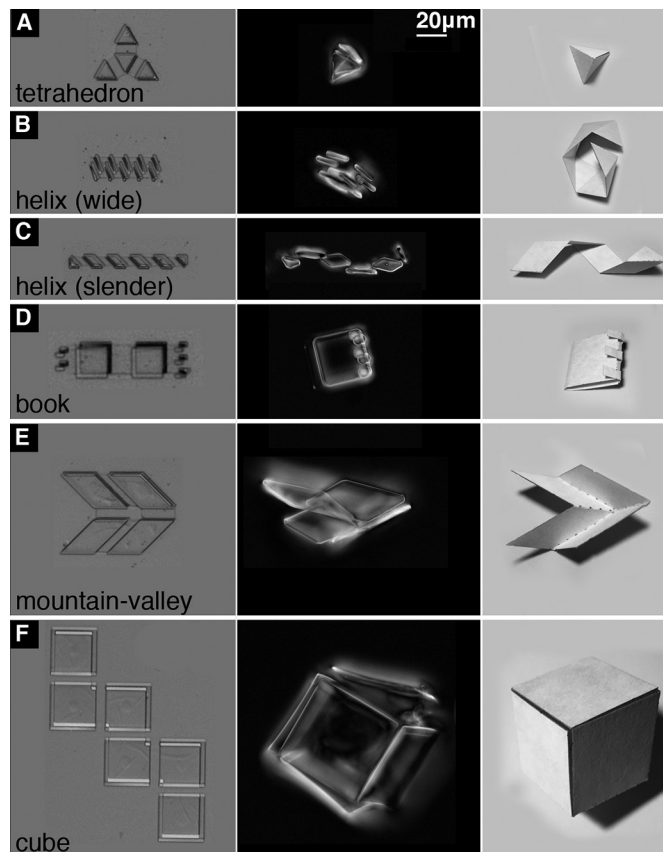 A
20µm
tetrahedron
B
helix (wide)
C
helix (slender)
D
book
E
mountain-valley
F
cube